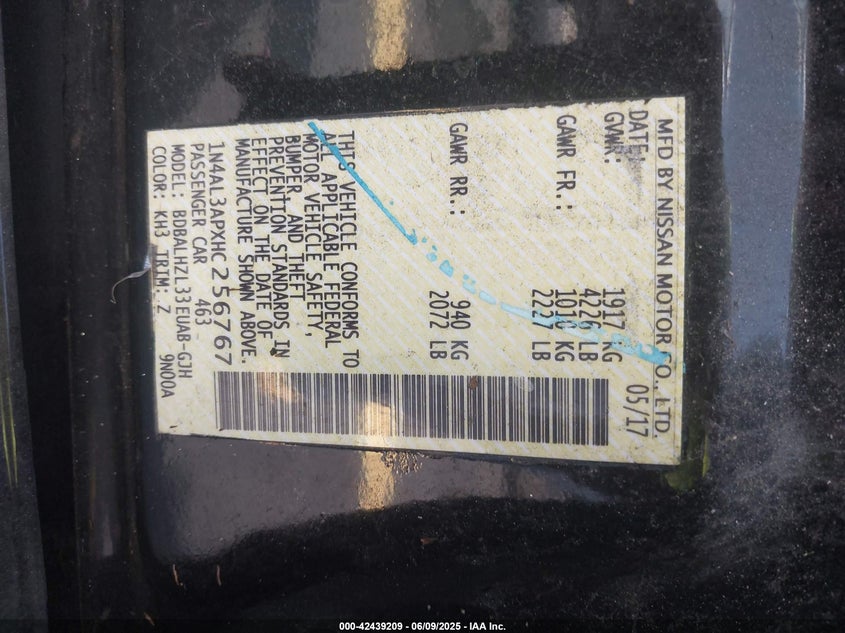 MFD BY NISSAN MOTOR CO., LTD.
DATE: 05/17
GVWR: 1917 KG
4226 LB
GAWR FR.: 1010 KG
2227 LB
GAWR RR.: 940 KG
2072 LB
THIS VEHICLE CONFORMS TO
ALL APPLICABLE FEDERAL
MOTOR VEHICLE SAFETY,
BUMPER, AND THEFT
PREVENTION STANDARDS IN
EFFECT ON THE DATE OF
MANUFACTURE SHOWN ABOVE.
1N4AL3APXHC256767
PASSENGER CAR 463
MODEL: BDBALHZL33EUAB-GJH
COLOR: KH3 TRIM: Z 9N00A
000-42439209 - 06/09/2025 - IAA Inc.